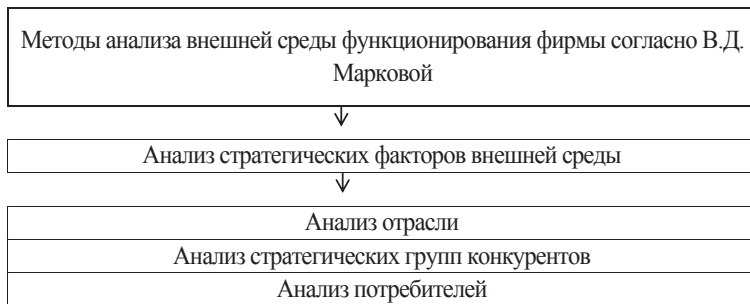 Методы анализа внешней среды функционирования фирмы согласно В.Д.
Марковой
Анализ стратегических факторов внешней среды
Анализ отрасли
Анализ стратегических групп конкурентов
Анализ потребителей